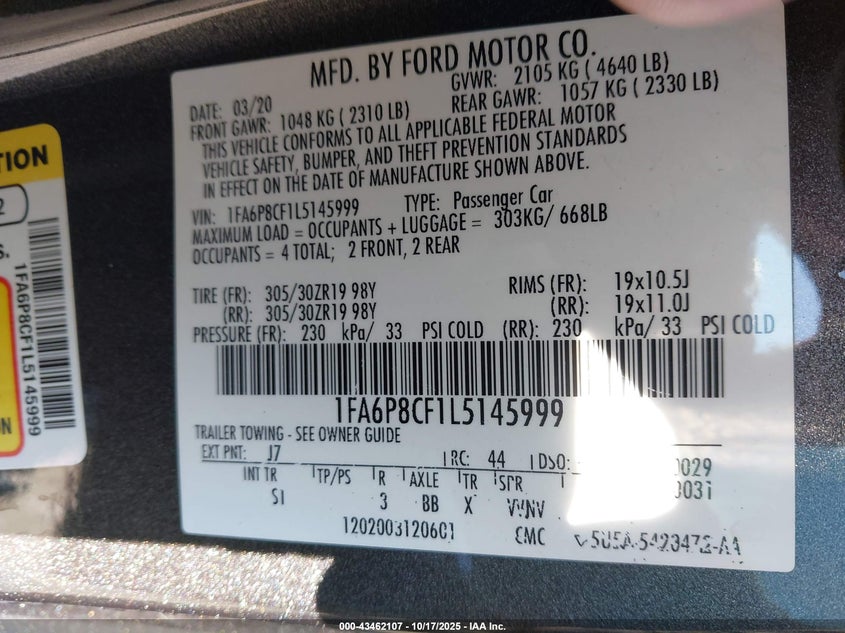 TION
2
S.
1FA6P8CF1L5145999
N
MFD. BY FORD MOTOR CO.
DATE: 03/20 GVWR: 2105 KG ( 4640 LB)
FRONT GAWR: 1048 KG ( 2310 LB) REAR GAWR: 1057 KG ( 2330 LB)
THIS VEHICLE CONFORMS TO ALL APPLICABLE FEDERAL MOTOR
VEHICLE SAFETY, BUMPER, AND THEFT PREVENTION STANDARDS
IN EFFECT ON THE DATE OF MANUFACTURE SHOWN ABOVE.
VIN: 1FA6P8CF1L5145999 TYPE: Passenger Car
MAXIMUM LOAD = OCCUPANTS + LUGGAGE = 303KG/ 668LB
OCCUPANTS = 4 TOTAL; 2 FRONT, 2 REAR
TIRE (FR): 305/30ZR19 98Y RIMS (FR): 19x10.5J
(RR): 305/30ZR19 98Y (RR): 19x11.0J
PRESSURE (FR): 230 kPa/ 33 PSI COLD (RR): 230 kPa/ 33 PSI COLD
1FA6P8CF1L5145999
TRAILER TOWING - SEE OWNER GUIDE
EXT PNT: J7 RC: 44 DSO: 0029
INT TR TP/PS R AXLE TR SPR 0031
SI 3 BB X
1202003120601
000-43462107 - 10/17/2025 - IAA Inc.